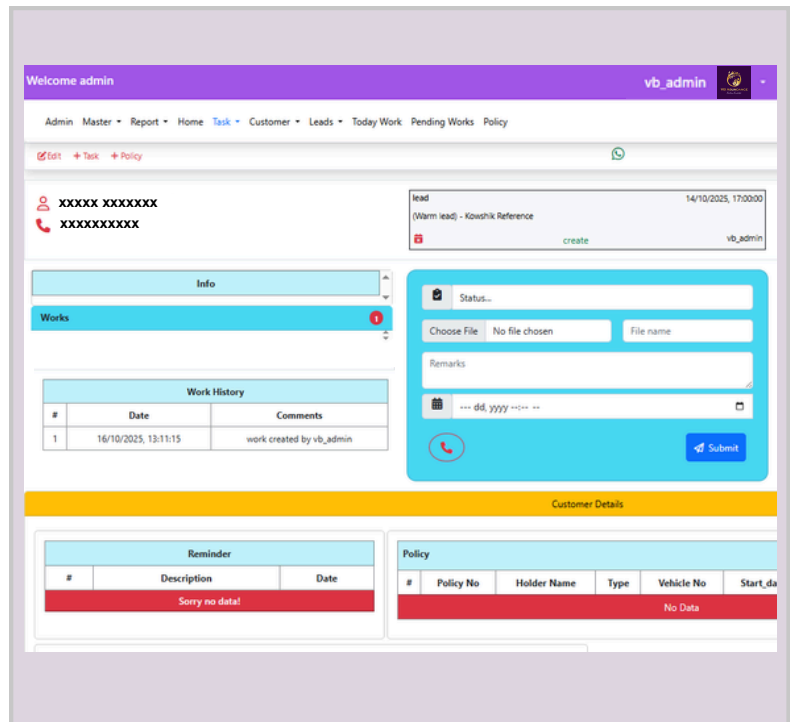 Welcome admin
vb_admin
Admin Master Report Home Task Customer Leads Today Work Pending Works Policy
Edit + Task + Policy
xxxxx xxxxxxx
xxxxxxxxxx
lead 14/10/2025, 17:00:00
(Warm lead) - Kowshik Reference
create vb_admin
Info
Works 1
Work History
# Date Comments
1 16/10/2025, 13:11:15 work created by vb_admin
Status...
Choose File No file chosen File name
Remarks
--- dd, yyyy --:-- --
Submit
Customer Details
Reminder
# Description Date
Sorry no data!
Policy
# Policy No Holder Name Type Vehicle No Start_da
No Data